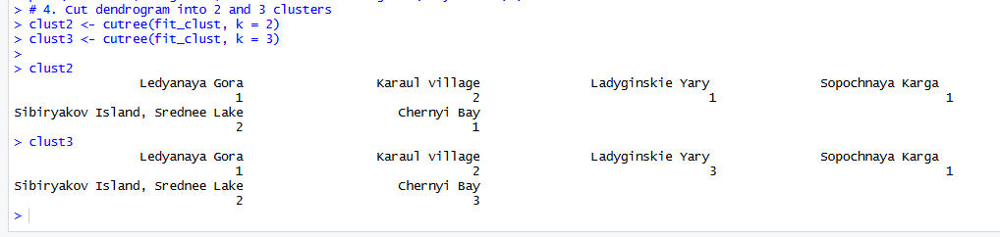 > # 4. Cut dendrogram into 2 and 3 clusters
> clust2 <- cutree(fit_clust, k = 2)
> clust3 <- cutree(fit_clust, k = 3)
>
> clust2
Ledyanaya Gora Karaul village Ladyginskie Yary Sopochnaya Karga
1 2 1 1
Sibiryakov Island, Srednee Lake Chernyi Bay
2 1
> clust3
Ledyanaya Gora Karaul village Ladyginskie Yary Sopochnaya Karga
1 2 3 1
Sibiryakov Island, Srednee Lake Chernyi Bay
2 3
>